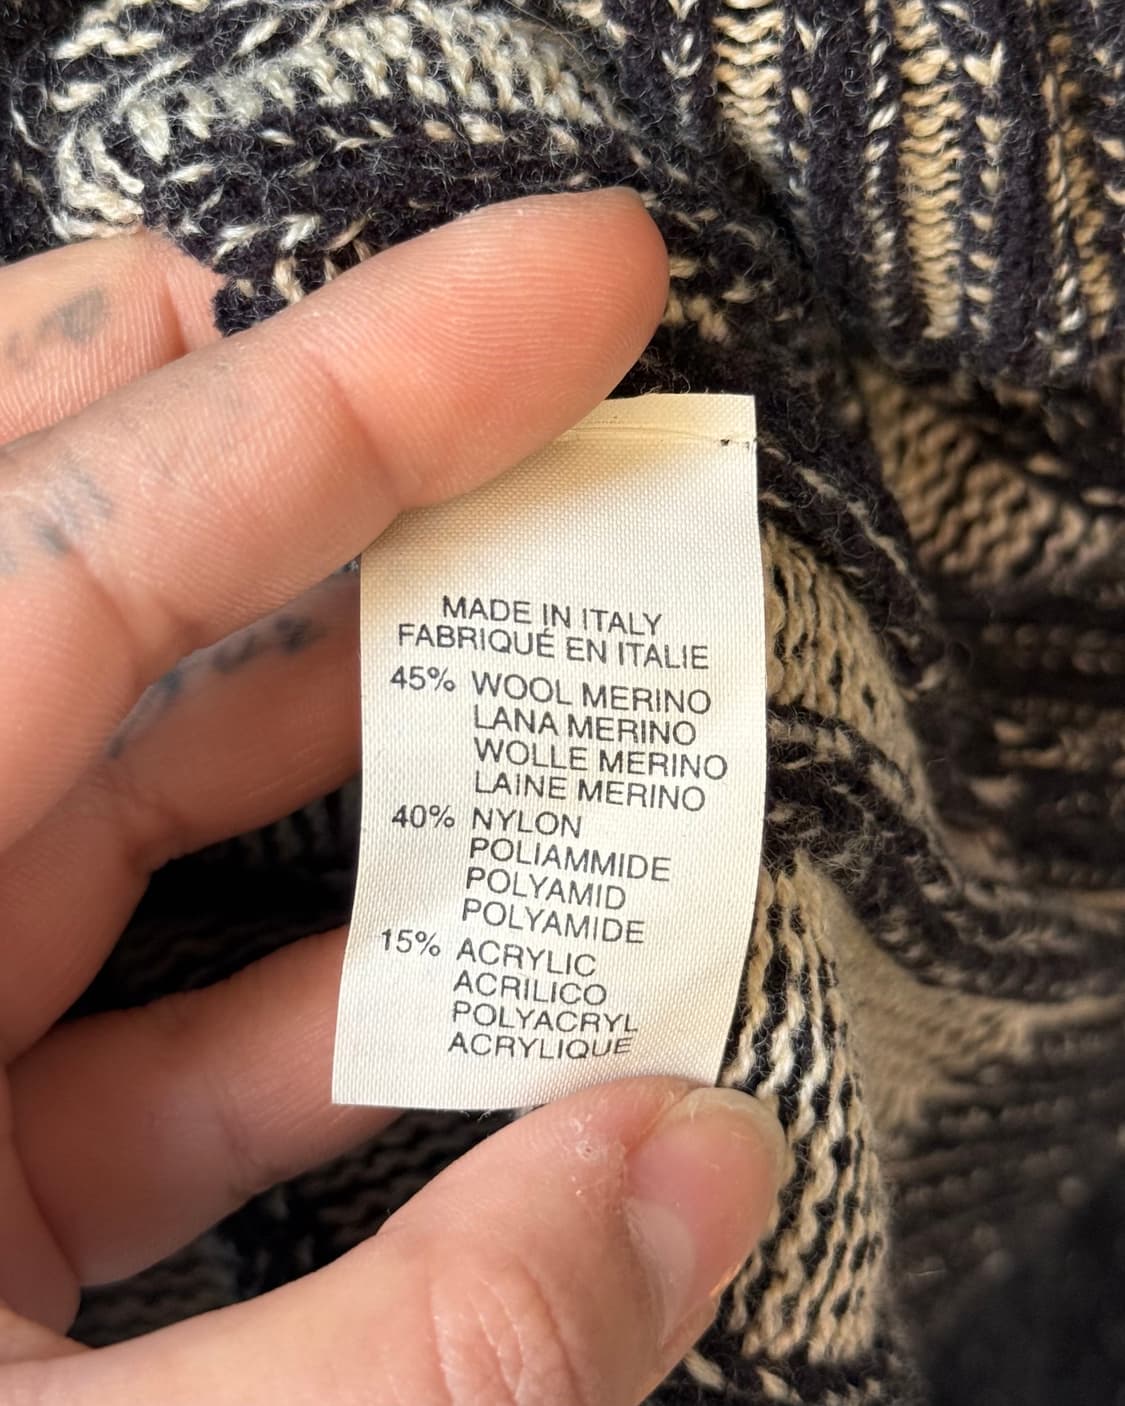 MADE IN ITALY
FABRIQUÉ EN ITALIE
45% WOOL MERINO
LANA MERINO
WOLLE MERINO
LAINE MERINO
40% NYLON
POLIAMMIDE
POLYAMID
POLYAMIDE
15% ACRYLIC
ACRILICO
POLYACRYL
ACRYLIQUE